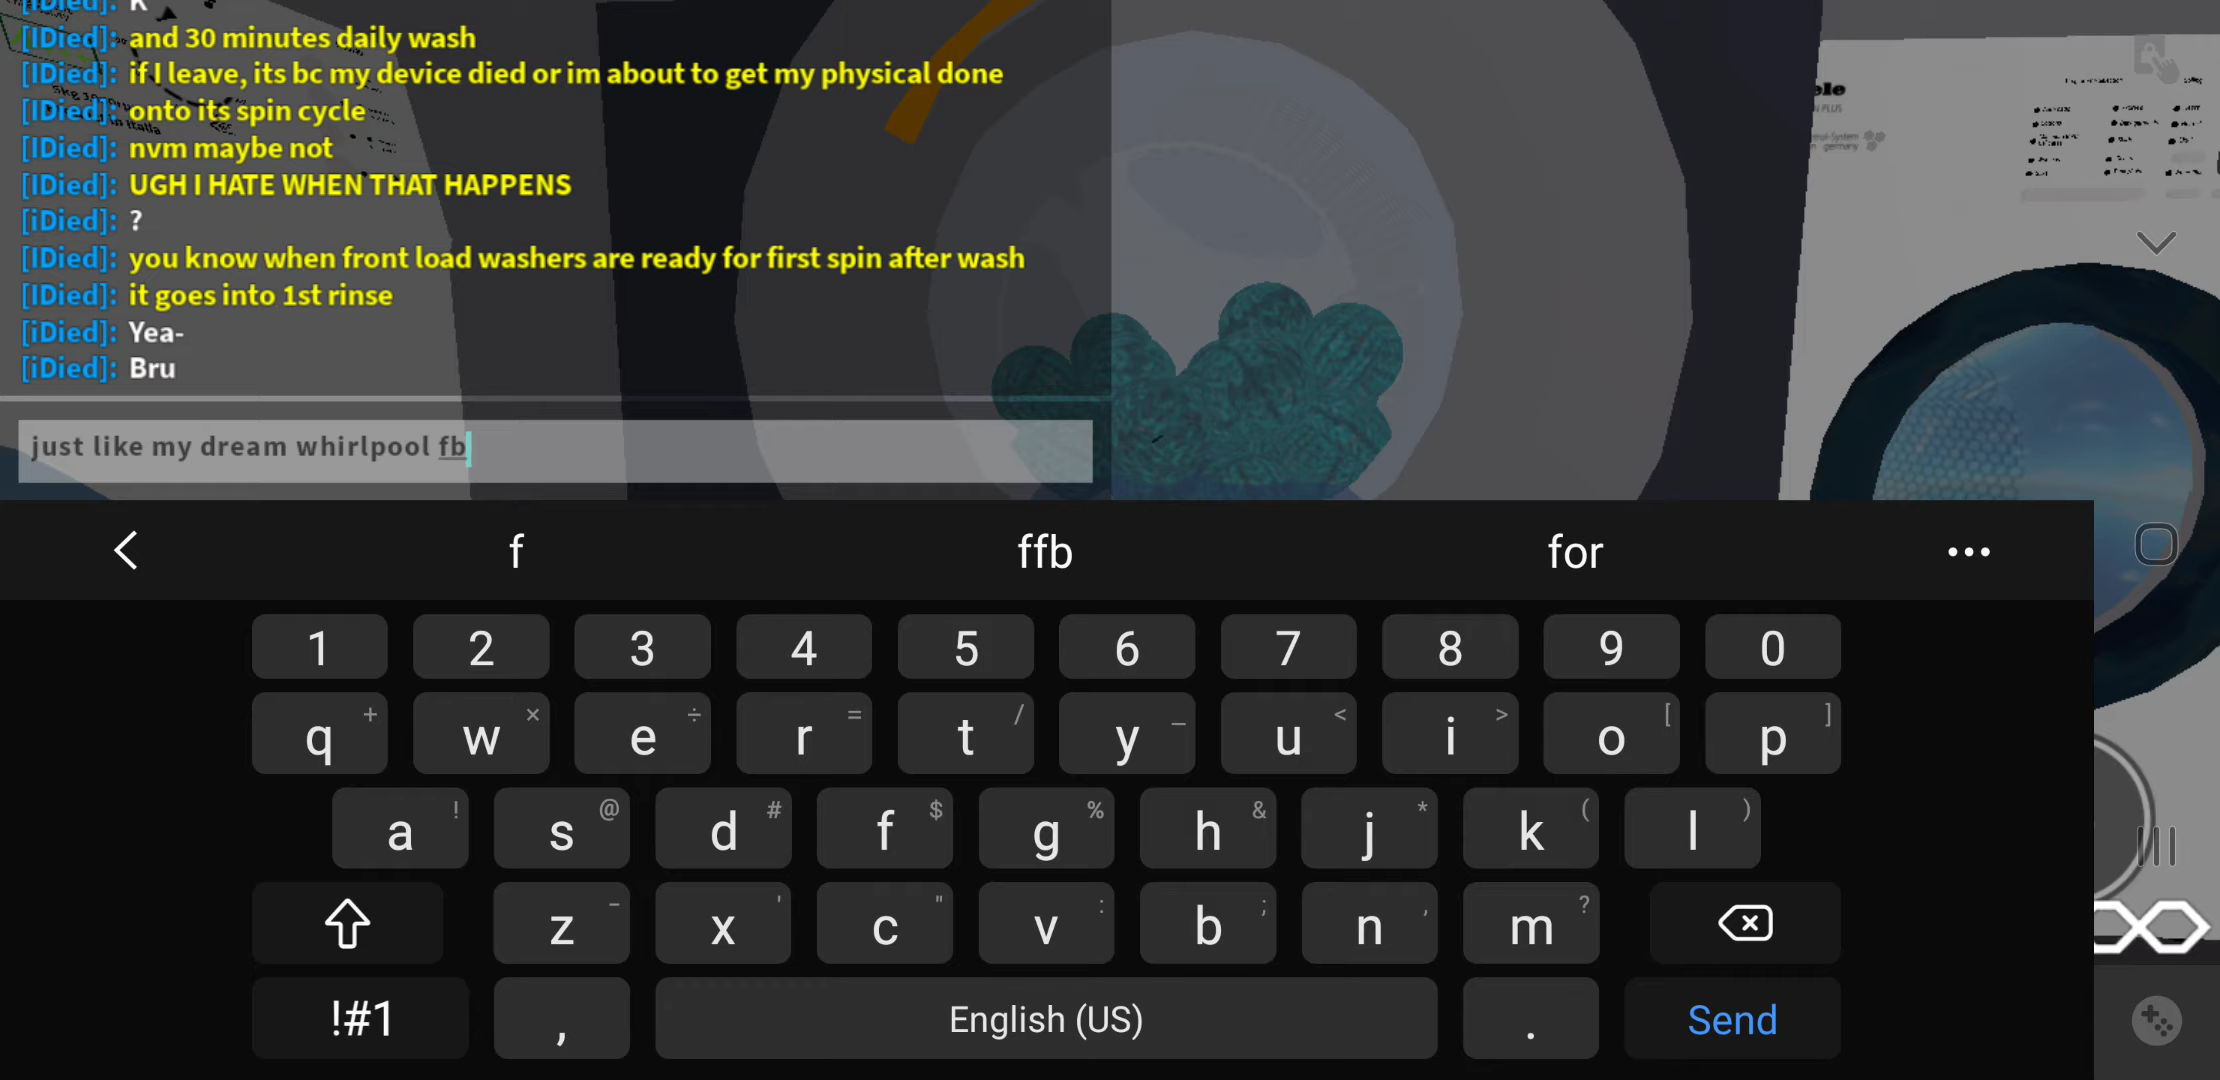 [iDied]: K
[IDied]: and 30 minutes daily wash
[IDied]: if I leave, its bc my device died or im about to get my physical done
[IDied]: onto its spin cycle
[IDied]: nvm maybe not
[IDied]: UGH I HATE WHEN THAT HAPPENS
[iDied]: ?
[IDied]: you know when front load washers are ready for first spin after wash
[IDied]: it goes into 1st rinse
[iDied]: Yea-
[iDied]: Bru
just like my dream whirlpool fb
f ffb for
1 2 3 4 5 6 7 8 9 0
q + w × e ÷ r = t / y _ u < i > o [ p ]
a ! s @ d # f $ g % h & j * k ( l )
z - x ' c " v : b ; n , m ?
!#1 , English (US) . Send